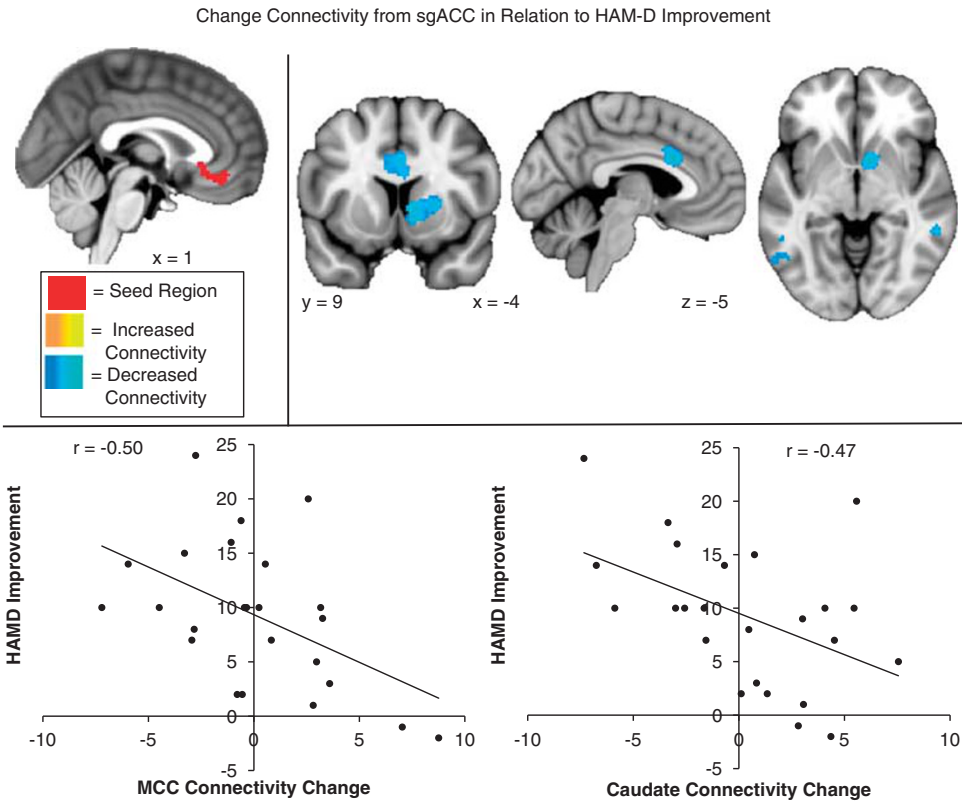 Change Connectivity from sgACC in Relation to HAM-D Improvement
x = 1
y = 9
x = -4
z = -5
= Seed Region
= Increased
Connectivity
= Decreased
Connectivity
r = -0.50
HAMD Improvement
25
20
15
10
5
0
-5
-10
-5
0
5
10
MCC Connectivity Change
r = -0.47
HAMD Improvement
25
20
15
10
5
0
-5
-10
-5
0
5
10
Caudate Connectivity Change